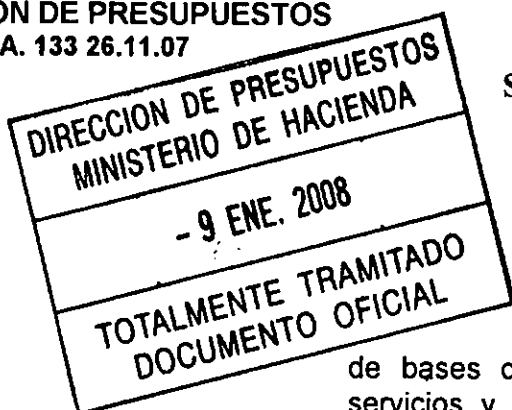 ON DE PRESUPUESTOS
A. 133 26.11.07
S
DIRECCION DE PRESUPUESTOS
MINISTERIO DE HACIENDA
- 9 ENE. 2008
TOTALMENTE TRAMITADO
DOCUMENTO OFICIAL
de bases
servicios y